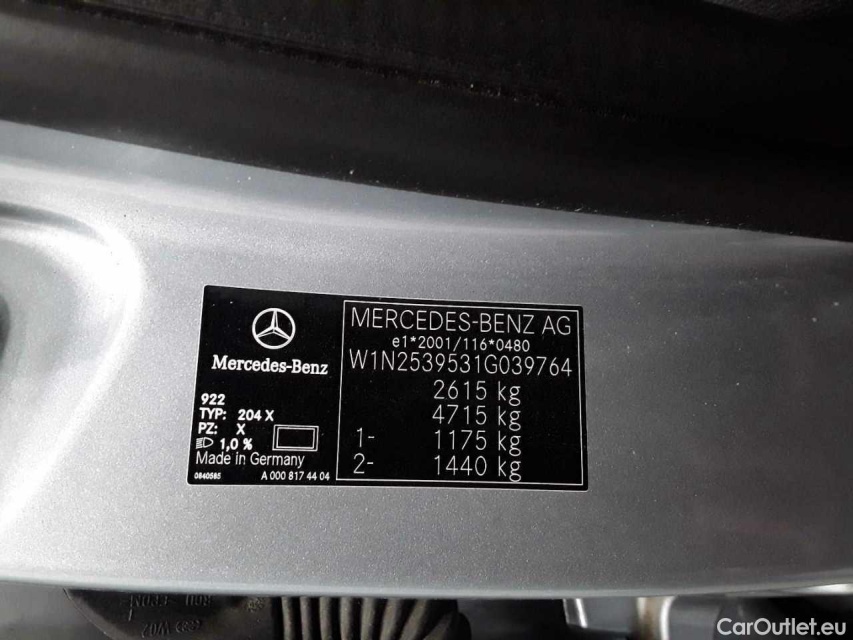 Mercedes-Benz
922
TYP: 204 X
PZ: X
1,0 %
Made in Germany
0840585
A 000 817 44 04
MERCEDES-BENZ AG
e1*2001/116*0480
W1N2539531G039764
2615 kg
4715 kg
1- 1175 kg
2- 1440 kg
CarOutlet.eu